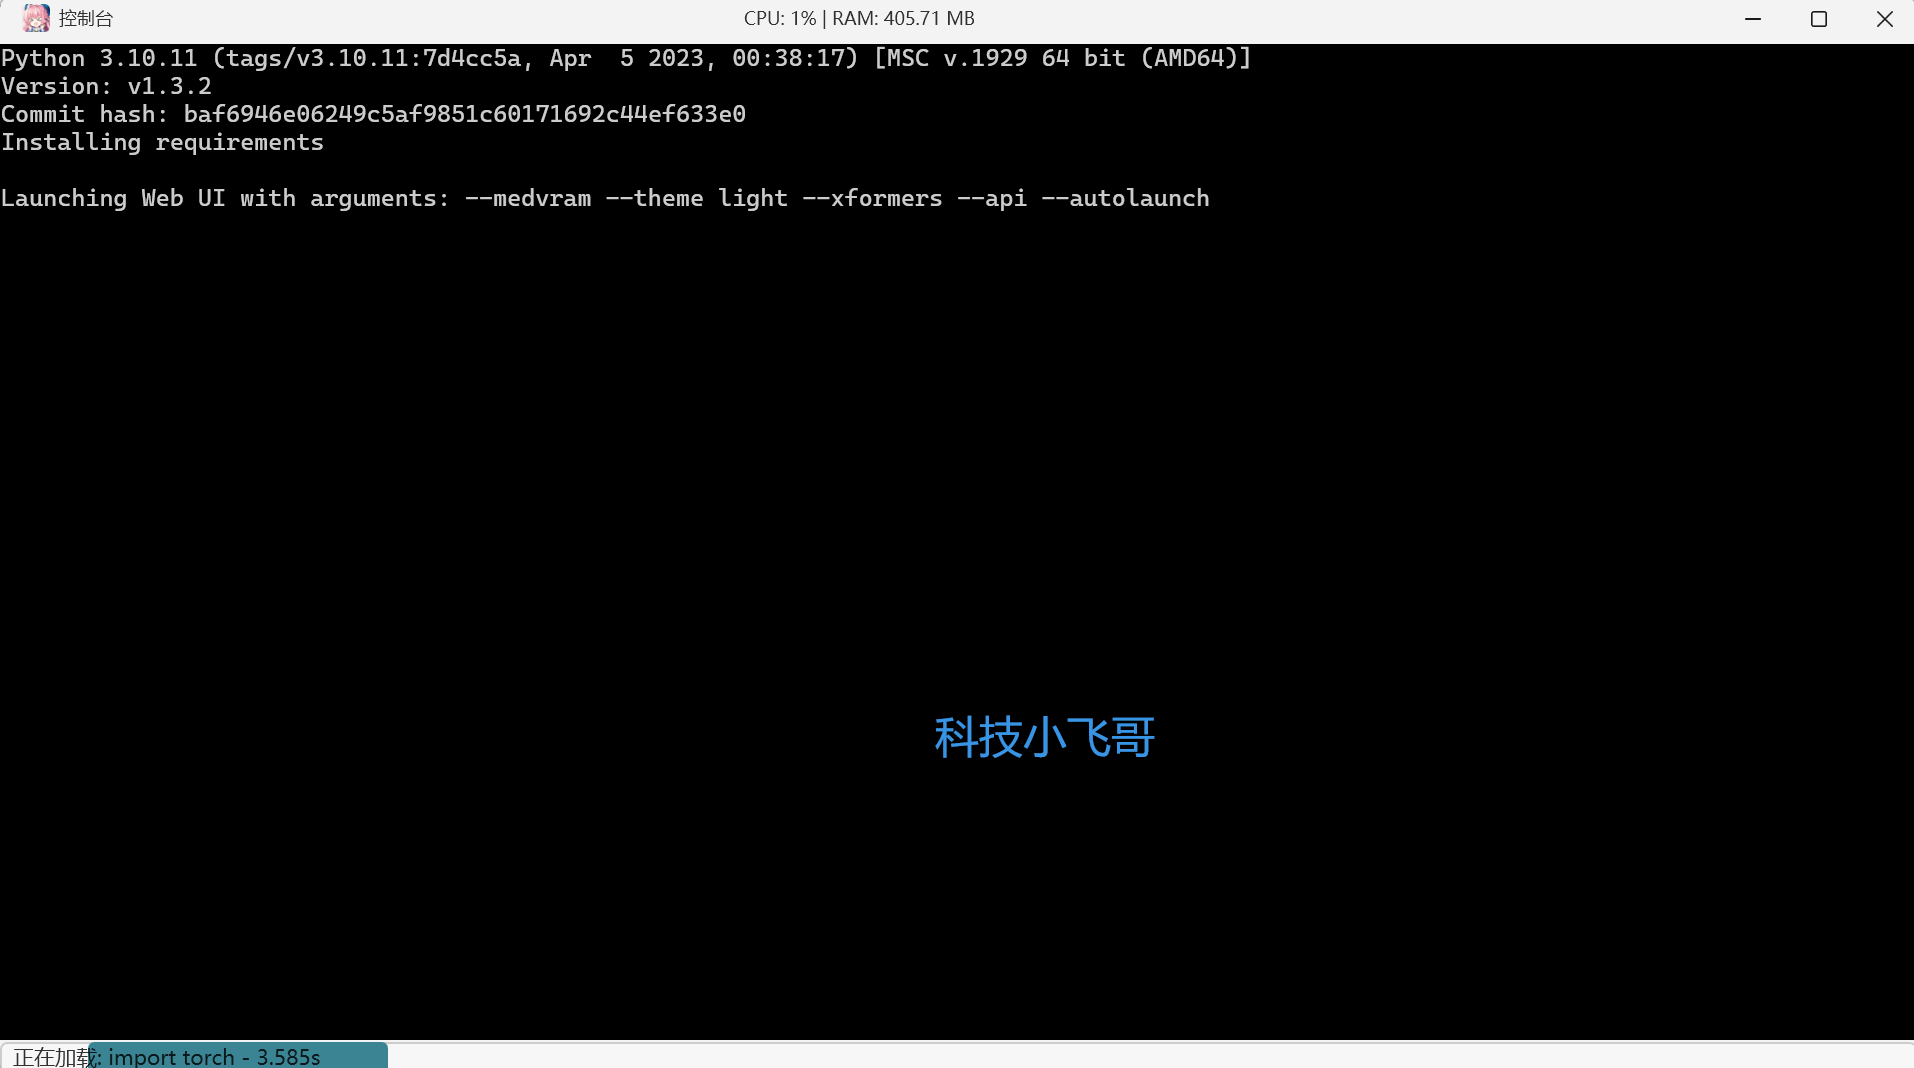 控制台
CPU: 1% | RAM: 405.71 MB
Python 3.10.11 (tags/v3.10.11:7d4cc5a, Apr  5 2023, 00:38:17) [MSC v.1929 64 bit (AMD64)]
Version: v1.3.2
Commit hash: baf6946e06249c5af9851c60171692c44ef633e0
Installing requirements
Launching Web UI with arguments: --medvram --theme light --xformers --api --autolaunch
科技小飞哥
正在加载: import torch - 3.585s